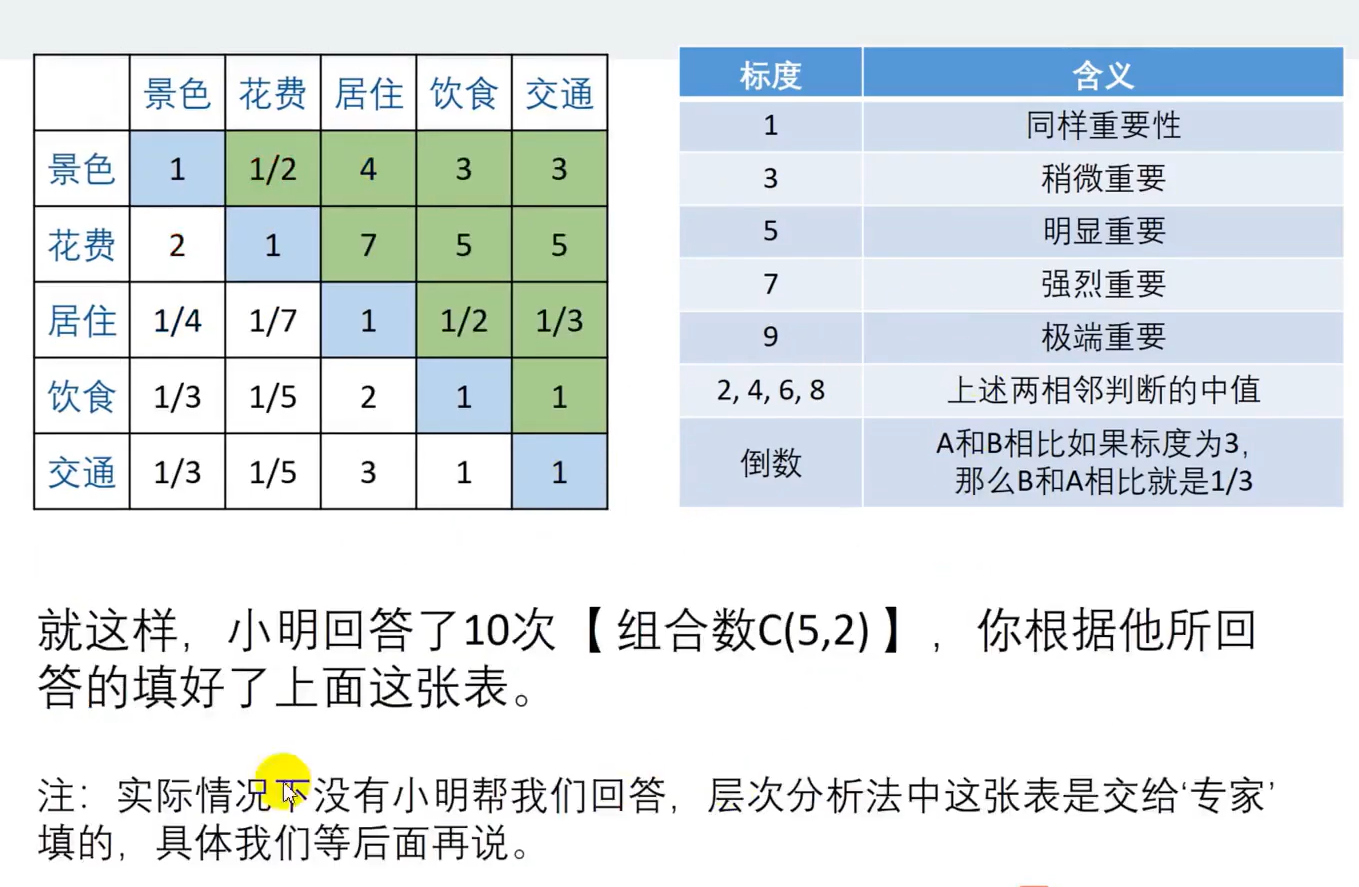 景色 花费 居住 饮食 交通
景色 1 1/2 4 3 3
花费 2 1 7 5 5
居住 1/4 1/7 1 1/2 1/3
饮食 1/3 1/5 2 1 1
交通 1/3 1/5 3 1 1
标度 含义
1 同样重要性
3 稍微重要
5 明显重要
7 强烈重要
9 极端重要
2, 4, 6, 8 上述两相邻判断的中值
倒数 A和B相比如果标度为3,
那么B和A相比就是1/3
就这样，小明回答了10次【 组合数C(5,2) 】，你根据他所回
答的填好了上面这张表。
注：实际情况下没有小明帮我们回答，层次分析法中这张表是交给‘专家’
填的，具体我们等后面再说。